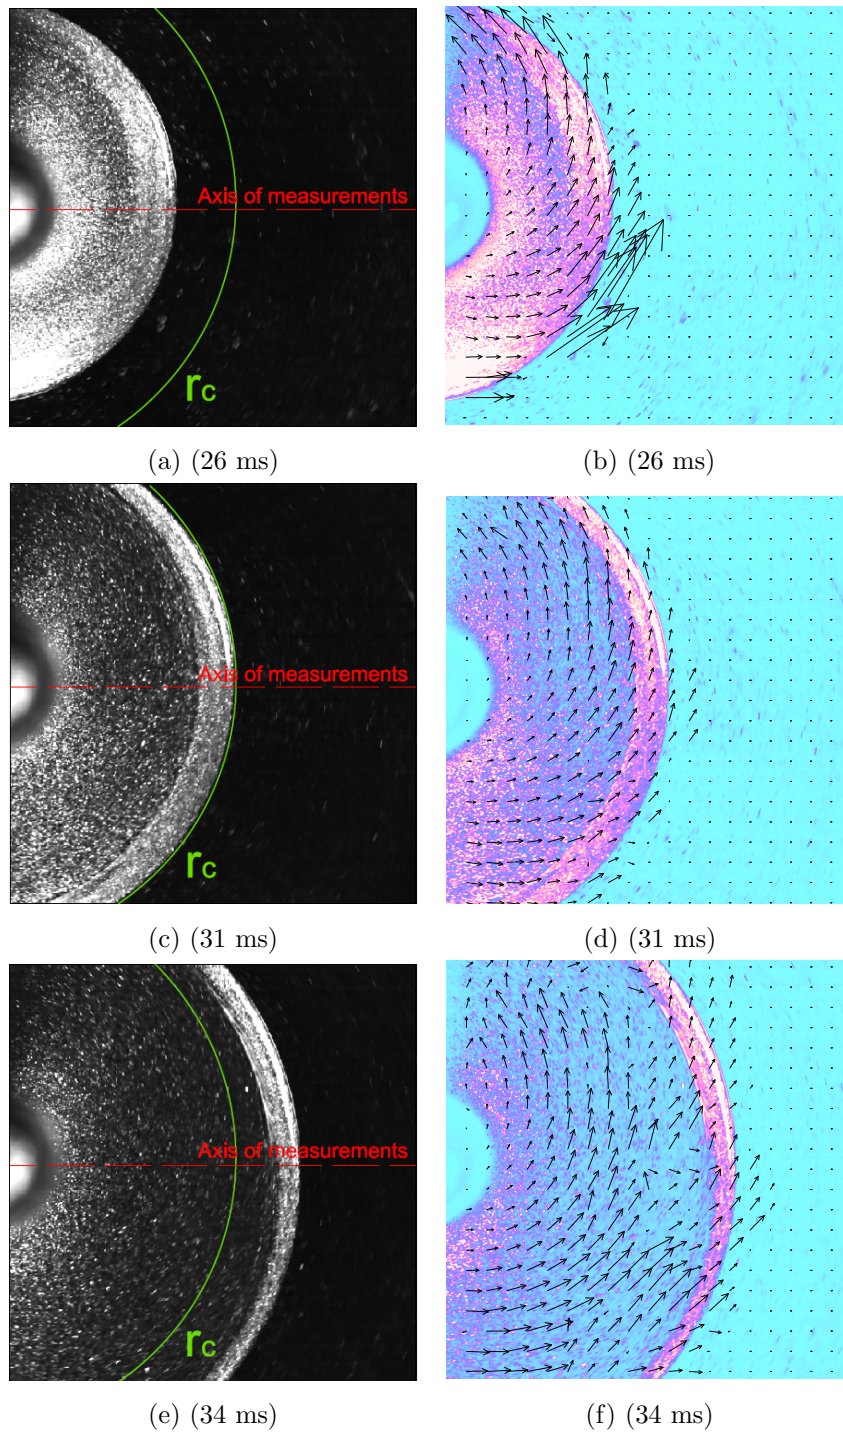 Axis of measurements
rc
(a) (26 ms)
(b) (26 ms)
Axis of measurements
rc
(c) (31 ms)
(d) (31 ms)
Axis of measurements
rc
(e) (34 ms)
(f) (34 ms)